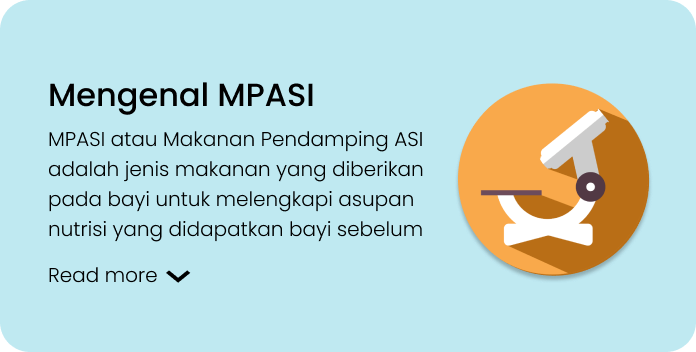 Mengenal MPASI
MPASI atau Makanan Pendamping ASI
adalah jenis makanan yang diberikan
pada bayi untuk melengkapi asupan
nutrisi yang didapatkan bayi sebelum
Read more